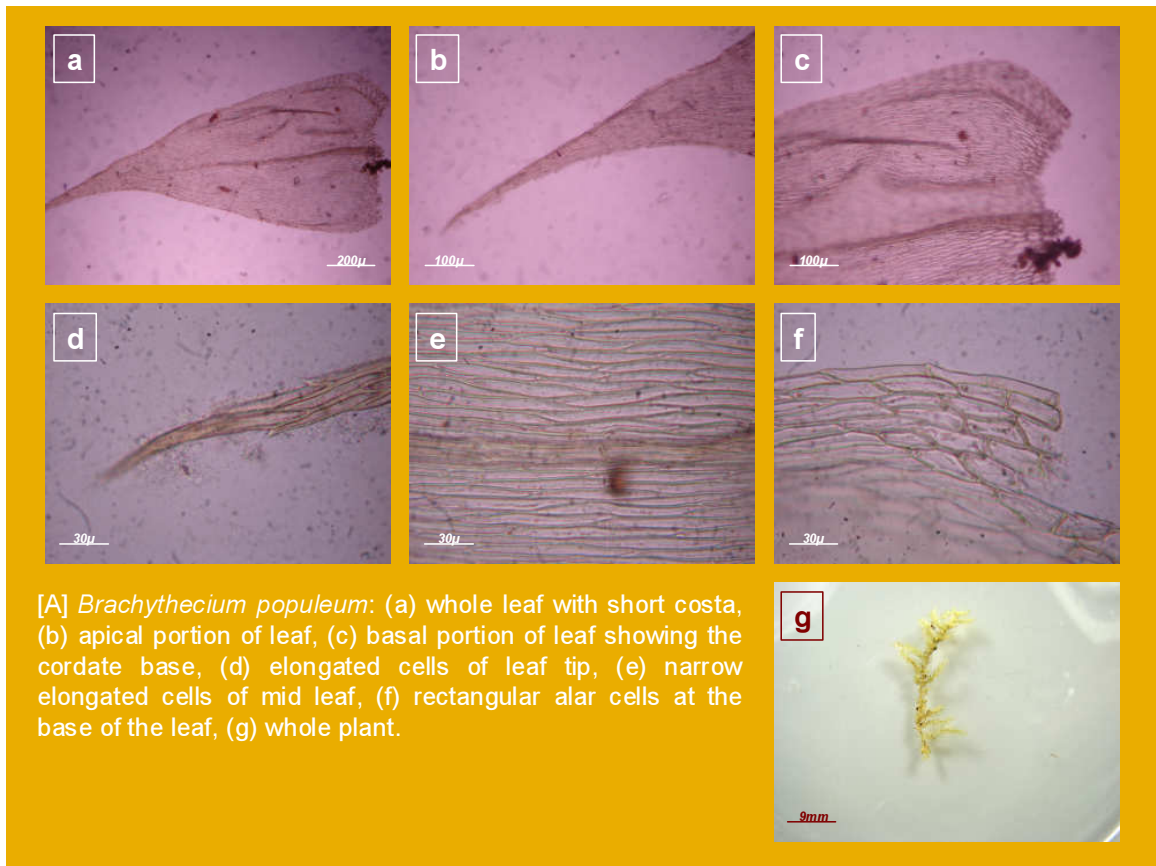 a
b
c
200µ
100µ
100µ
d
e
f
30µ
30µ
30µ
[A] Brachythecium populeum: (a) whole leaf with short costa,
(b) apical portion of leaf, (c) basal portion of leaf showing the
cordate base, (d) elongated cells of leaf tip, (e) narrow
elongated cells of mid leaf, (f) rectangular alar cells at the
base of the leaf, (g) whole plant.
g
9mm